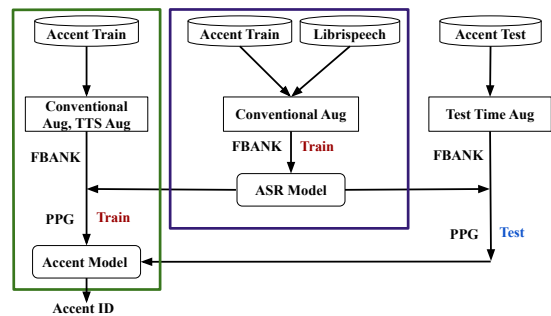 Accent Train
Accent Train
Librispeech
Accent Test
Conventional
Aug, TTS Aug
Conventional Aug
Test Time Aug
FBANK
FBANK
Train
FBANK
ASR Model
PPG
Train
PPG
Test
Accent Model
Accent ID